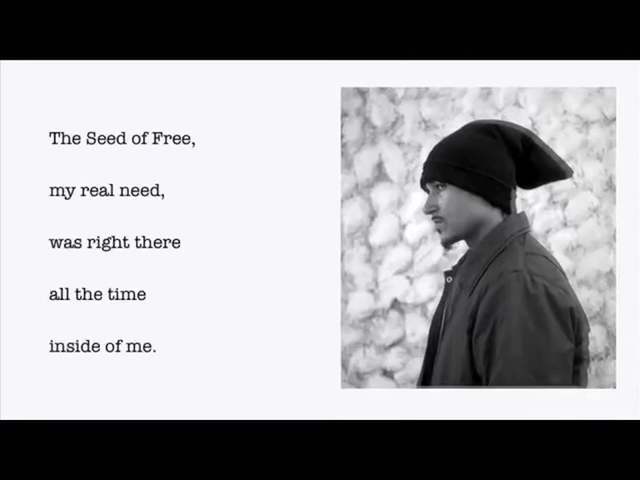 The Seed of Free,
my real need,
was right there
all the time
inside of me.